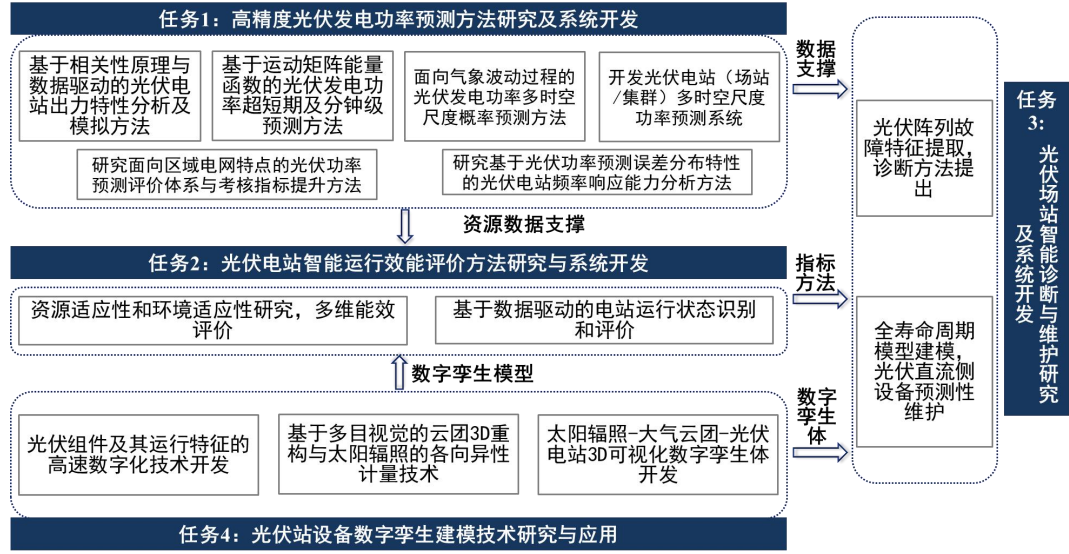 任务1：高精度光伏发电功率预测方法研究及系统开发
基于相关性原理与
数据驱动的光伏电
站出力特性分析及
模拟方法
基于运动矩阵能量
函数的光伏发电功
率超短期及分钟级
预测方法
面向气象波动过程的
光伏发电功率多时空
尺度概率预测方法
开发光伏电站（场站
/集群）多时空尺度
功率预测系统
研究面向区域电网特点的光伏功率
预测评价体系与考核指标提升方法
研究基于光伏功率预测误差分布特性
的光伏电站频率响应能力分析方法
数据
支撑
资源数据支撑
任务2：光伏电站智能运行效能评价方法研究与系统开发
资源适应性和环境适应性研究，多维能效
评价
基于数据驱动的电站运行状态识别
和评价
指标
方法
数字孪生模型
光伏组件及其运行特征的
高速数字化技术开发
基于多目视觉的云团3D重
构与太阳辐照的各向异性
计量技术
太阳辐照-大气云团-光伏
电站3D可视化数字孪生体
开发
数字
孪生
体
任务4：光伏站设备数字孪生建模技术研究与应用
光伏阵列故
障特征提取，
诊断方法提
出
全寿命周期
模型建模，
光伏直流侧
设备预测性
维护
任务
3：
光伏场站智能诊断与维护研究
及系统开发